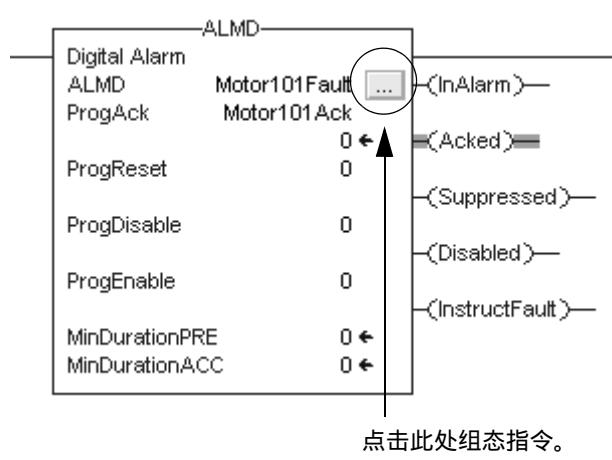 ALMD
Digital Alarm
ALMD Motor101Fault ... (InAlarm)
ProgAck Motor101Ack
0 (Acked)
ProgReset 0
(Suppressed)
ProgDisable 0
(Disabled)
ProgEnable 0
(InstructFault)
MinDurationPRE 0
MinDurationACC 0
点击此处组态指令。